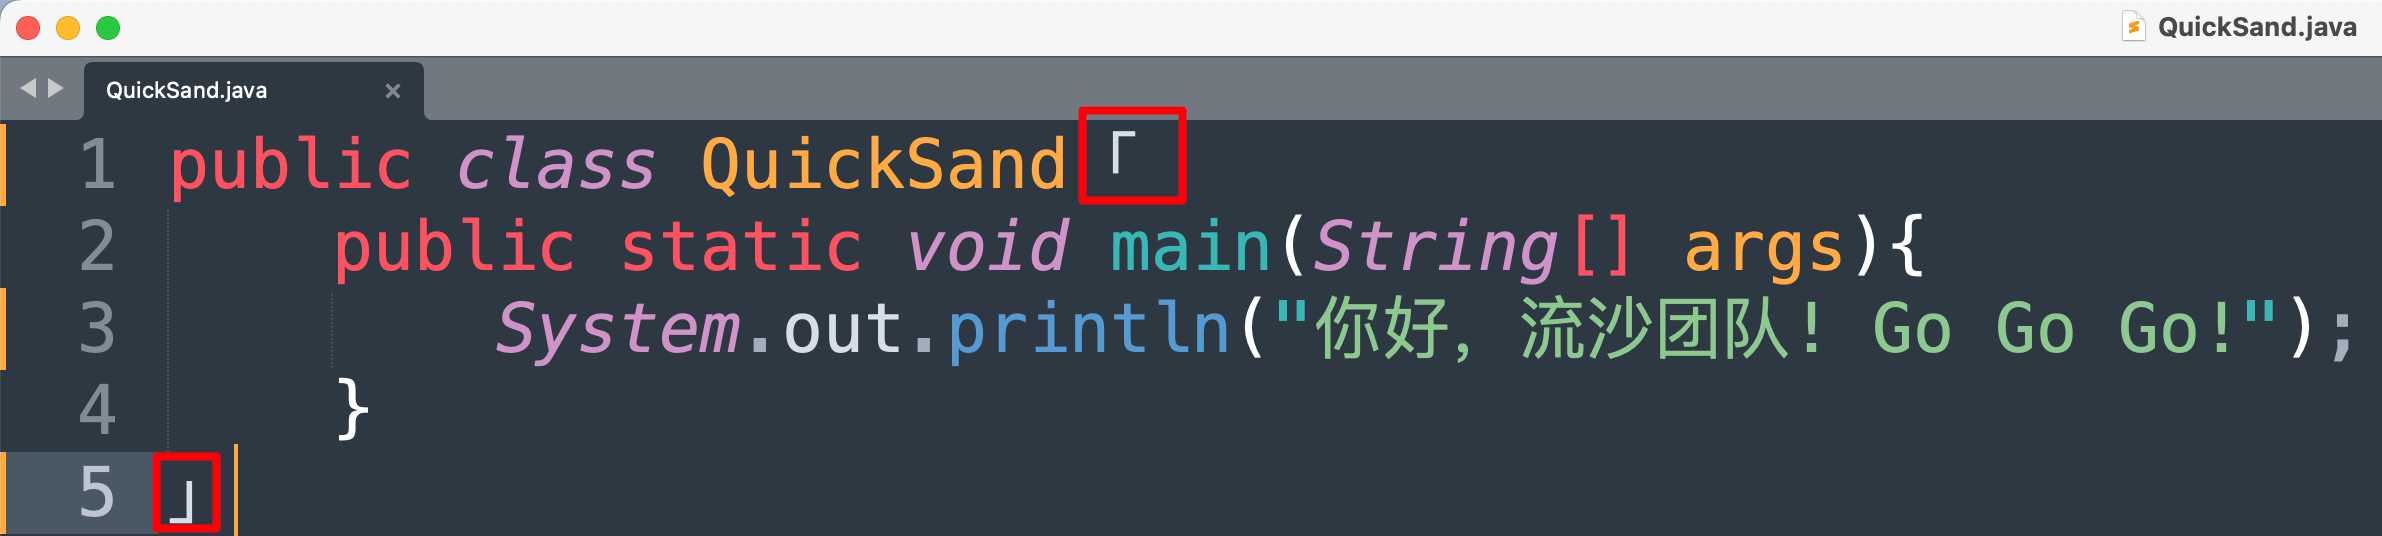 QuickSand.java
QuickSand.java ×
1 public class QuickSand「
2     public static void main(String[] args){
3         System.out.println("你好，流沙团队！Go Go Go!");
4     }
5 」